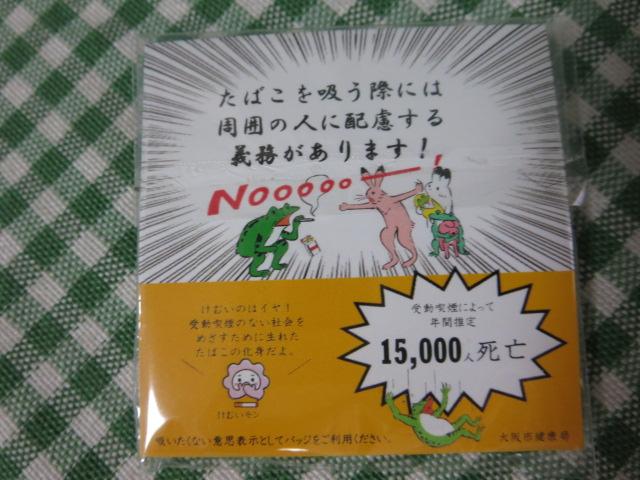 たばこを吸う際には
周囲の人に配慮する
義務があります!
Nooooo—!
けむいのはイヤ!
受動喫煙のない社会を
めざすために生れた
たばこの化身だよ。
けむいモン
受動喫煙によって
年間推定
15,000人死亡
吸いたくない意思表示としてバッジをご利用ください。
大阪市健康局